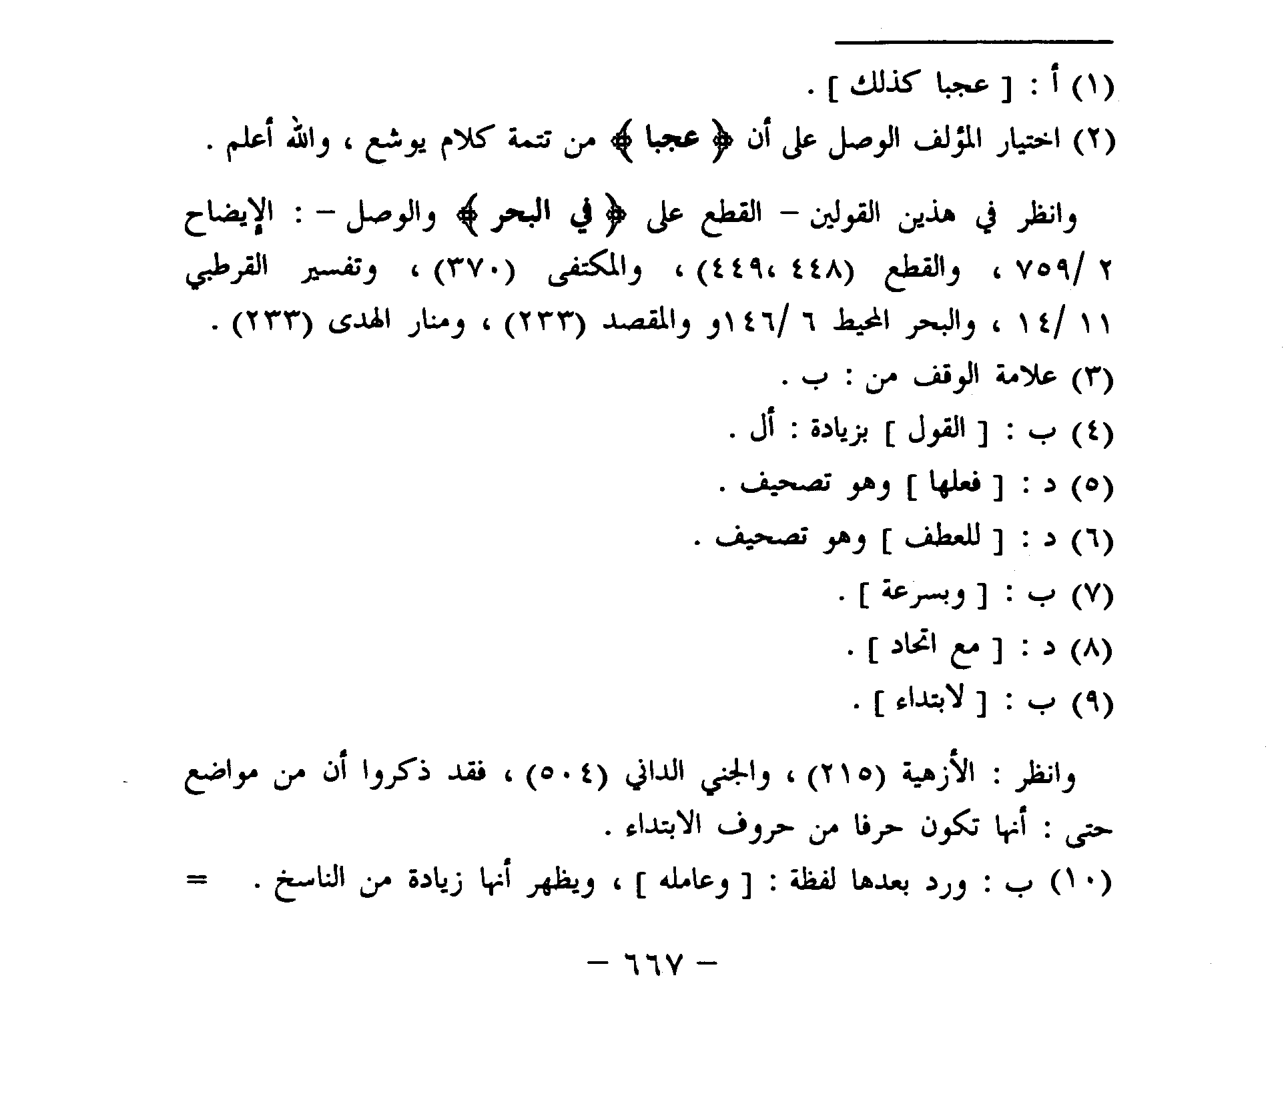 (١) أ : [ عجبا كذلك ] .
(٢) اختيار المؤلف الوصل على أن ﴿ عجبا ﴾ من تتمة كلام يوشع ، والله أعلم .
وانظر في هذين القولين – القطع على ﴿ في البحر ﴾ والوصل – : الإيضاح
٢ /٧٥٩ ، والقطع (٤٤٨ ،٤٤٩) ، والمكتفى (٣٧٠) ، وتفسير القرطبي
١١ /١٤ ، والبحر المحيط ٦ /١٤٦و والمقصد (٢٣٣) ، ومنار الهدى (٢٣٣) .
(٣) علامة الوقف من : ب .
(٤) ب : [ القول ] بزيادة : أل .
(٥) د : [ فعلها ] وهو تصحيف .
(٦) د : [ للعطف ] وهو تصحيف .
(٧) ب : [ وبسرعة ] .
(٨) د : [ مع اتحاد ] .
(٩) ب : [ لابتداء ] .
وانظر : الأزهية (٢١٥) ، والجني الداني (٥٠٤) ، فقد ذكروا أن من مواضع
حتى : أنها تكون حرفا من حروف الابتداء .
(١٠) ب : ورد بعدها لفظة : [ وعامله ] ، ويظهر أنها زيادة من الناسخ . =
– ٦٦٧ –